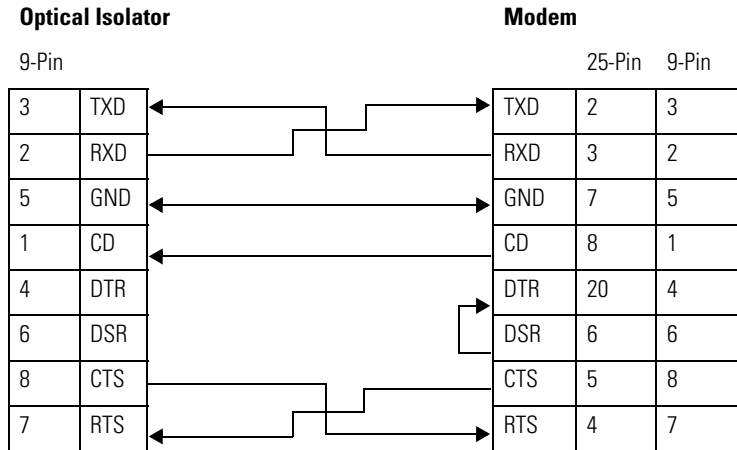 Optical Isolator Modem
9-Pin 25-Pin 9-Pin
3 TXD TXD 2 3
2 RXD RXD 3 2
5 GND GND 7 5
1 CD CD 8 1
4 DTR DTR 20 4
6 DSR DSR 6 6
8 CTS CTS 5 8
7 RTS RTS 4 7